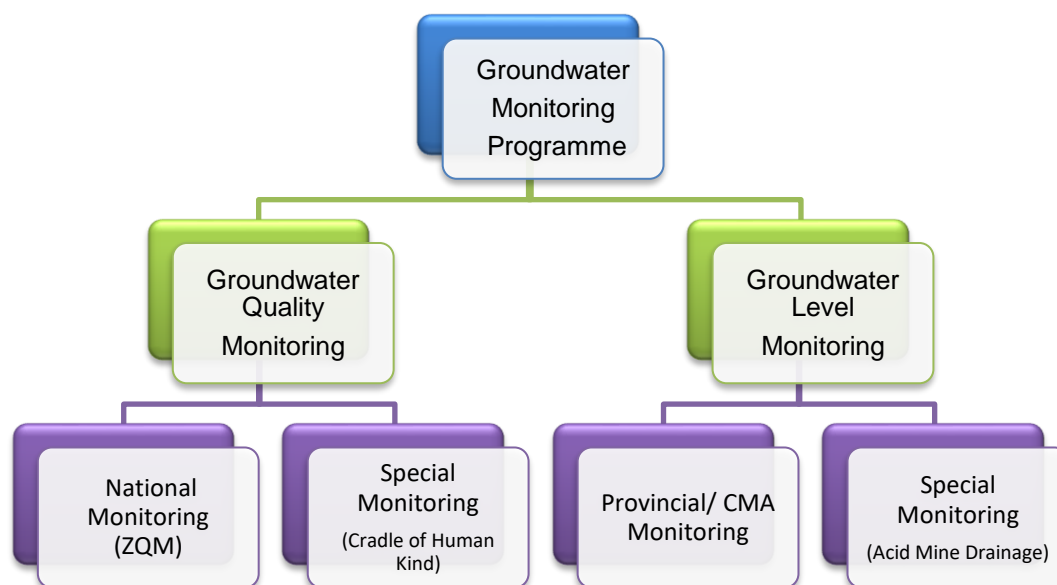 Groundwater
Monitoring
Programme
Groundwater
Quality
Monitoring
Groundwater
Level
Monitoring
National
Monitoring
(ZQM)
Special
Monitoring
(Cradle of Human
Kind)
Provincial/ CMA
Monitoring
Special
Monitoring
(Acid Mine Drainage)